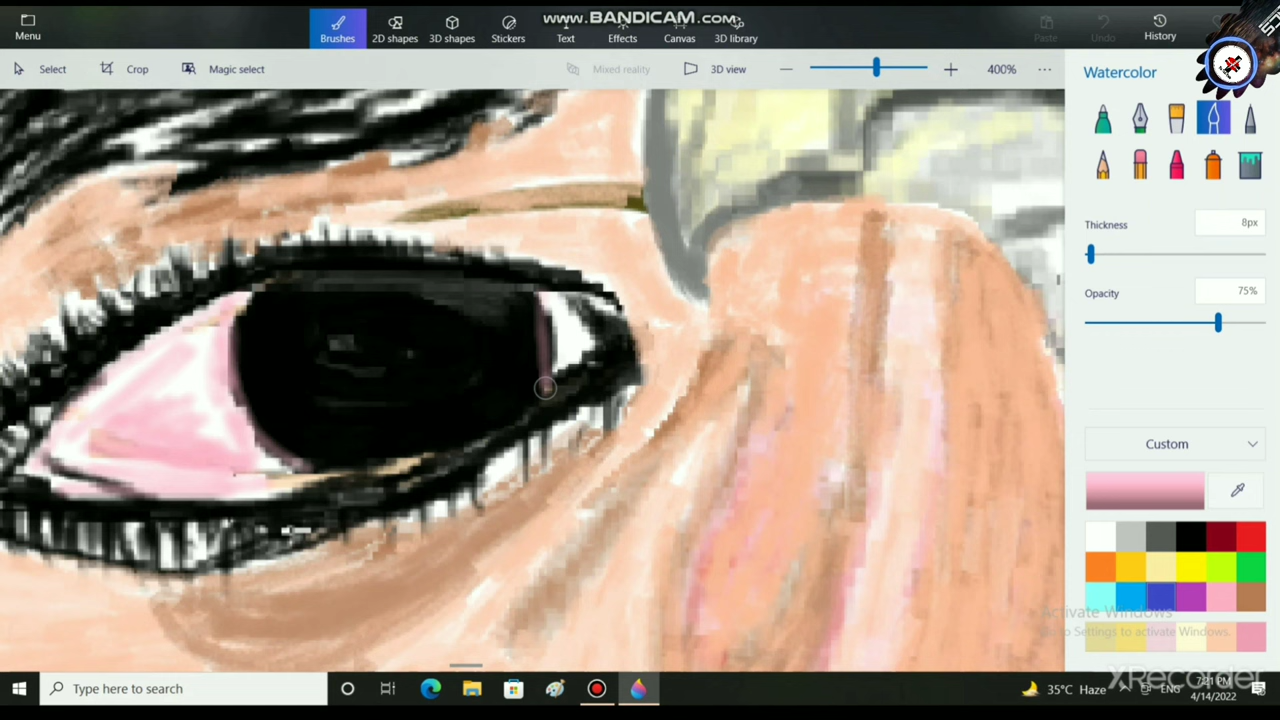 www.BANDICAM.com
Menu
Brushes
2D shapes
3D shapes
Stickers
Text
Effects
Canvas
3D library
Paste
Undo
History
Select
Crop
Magic select
Mixed reality
3D view
400%
Watercolor
Thickness
8px
Opacity
75%
Custom
Activate Windows
Go to Settings to activate Windows.
XRecorder
Type here to search
35°C Haze
ENG
7:21 PM
4/14/2022